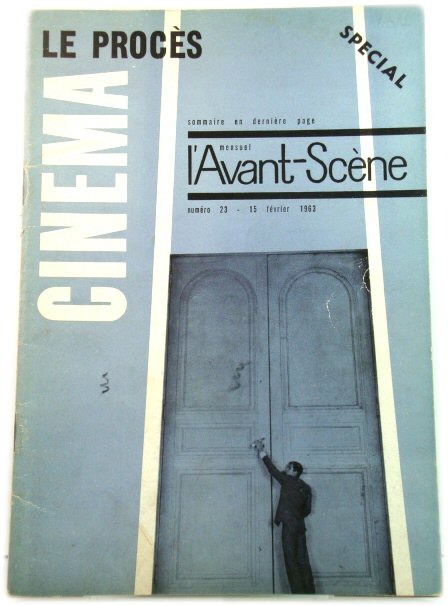 LE PROCÈS
SPECIAL
CINEMA
sommaire en dernière page
mensuel
l'Avant-Scène
numéro 23 - 15 février 1963